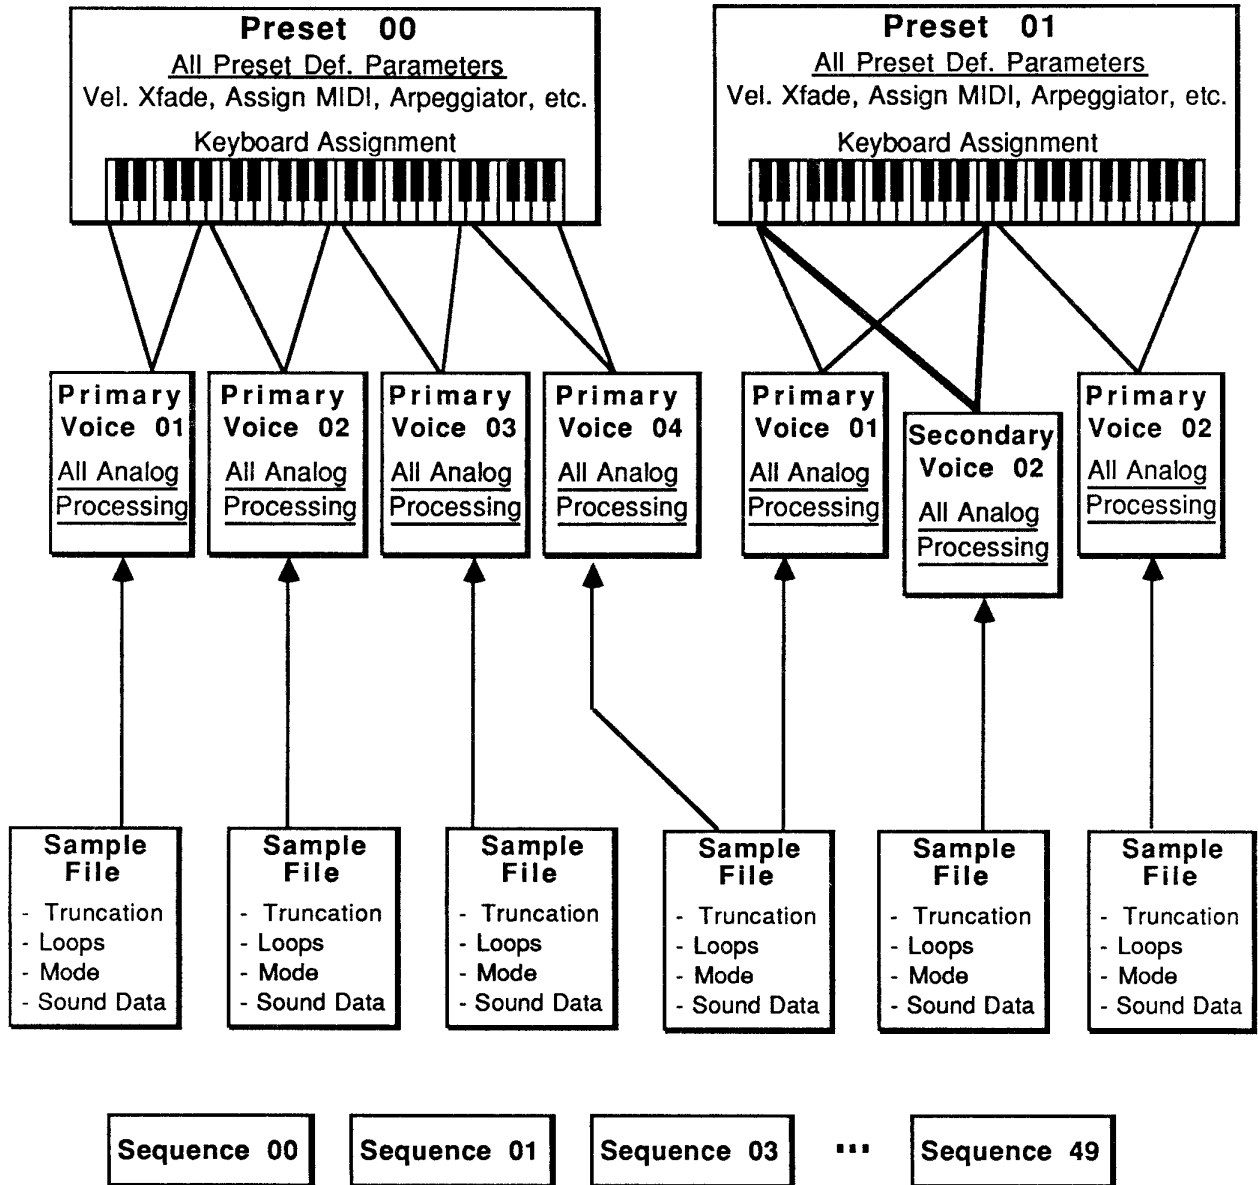 Preset 00
All Preset Def. Parameters
Vel. Xfade, Assign MIDI, Arpeggiator, etc.
Keyboard Assignment
Preset 01
All Preset Def. Parameters
Vel. Xfade, Assign MIDI, Arpeggiator, etc.
Keyboard Assignment
Primary
Voice 01
All Analog
Processing
Primary
Voice 02
All Analog
Processing
Primary
Voice 03
All Analog
Processing
Primary
Voice 04
All Analog
Processing
Primary
Voice 01
All Analog
Processing
Secondary
Voice 02
All Analog
Processing
Primary
Voice 02
All Analog
Processing
Sample
File
- Truncation
- Loops
- Mode
- Sound Data
Sample
File
- Truncation
- Loops
- Mode
- Sound Data
Sample
File
- Truncation
- Loops
- Mode
- Sound Data
Sample
File
- Truncation
- Loops
- Mode
- Sound Data
Sample
File
- Truncation
- Loops
- Mode
- Sound Data
Sample
File
- Truncation
- Loops
- Mode
- Sound Data
Sequence 00
Sequence 01
Sequence 03
...
Sequence 49